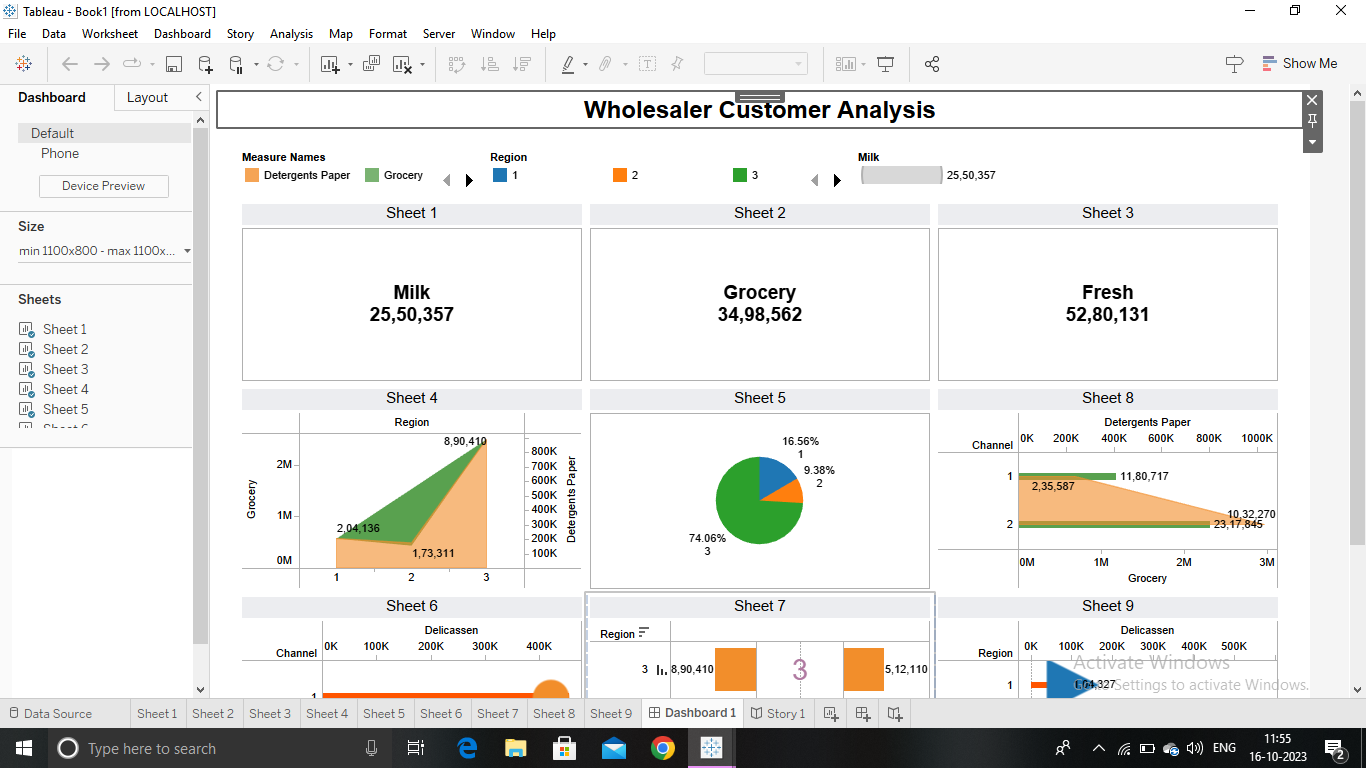 Tableau - Book1 [from LOCALHOST]
File Data Worksheet Dashboard Story Analysis Map Format Server Window Help
Show Me
Dashboard Layout
Default
Phone
Device Preview
Size
min 1100x800 - max 1100x...
Sheets
Sheet 1
Sheet 2
Sheet 3
Sheet 4
Sheet 5
Wholesaler Customer Analysis
Measure Names
Detergents Paper Grocery
Region
1 2 3
Milk
25,50,357
Sheet 1
Milk
25,50,357
Sheet 2
Grocery
34,98,562
Sheet 3
Fresh
52,80,131
Sheet 4
Region
Grocery
2M
1M
0M
8,90,410
2,04,136
1,73,311
800K
700K
600K
500K
400K
300K
200K
100K
Detergents Paper
1 2 3
Sheet 5
16.56%
1
9.38%
2
74.06%
3
Sheet 8
Detergents Paper
Channel 0K 200K 400K 600K 800K 1000K
1 11,80,717
2,35,587
10,32,270
2 23,17,845
0M 1M 2M 3M
Grocery
Sheet 6
Delicassen
Channel 0K 100K 200K 300K 400K
1
Sheet 7
Region
3 8,90,410 3 5,12,110
Sheet 9
Delicassen
Region 0K 100K 200K 300K 400K 500K
1
Activate Windows
Settings to activate Windows.
Data Source Sheet 1 Sheet 2 Sheet 3 Sheet 4 Sheet 5 Sheet 6 Sheet 7 Sheet 8 Sheet 9 Dashboard 1 Story 1
Type here to search
ENG
11:55
16-10-2023
2